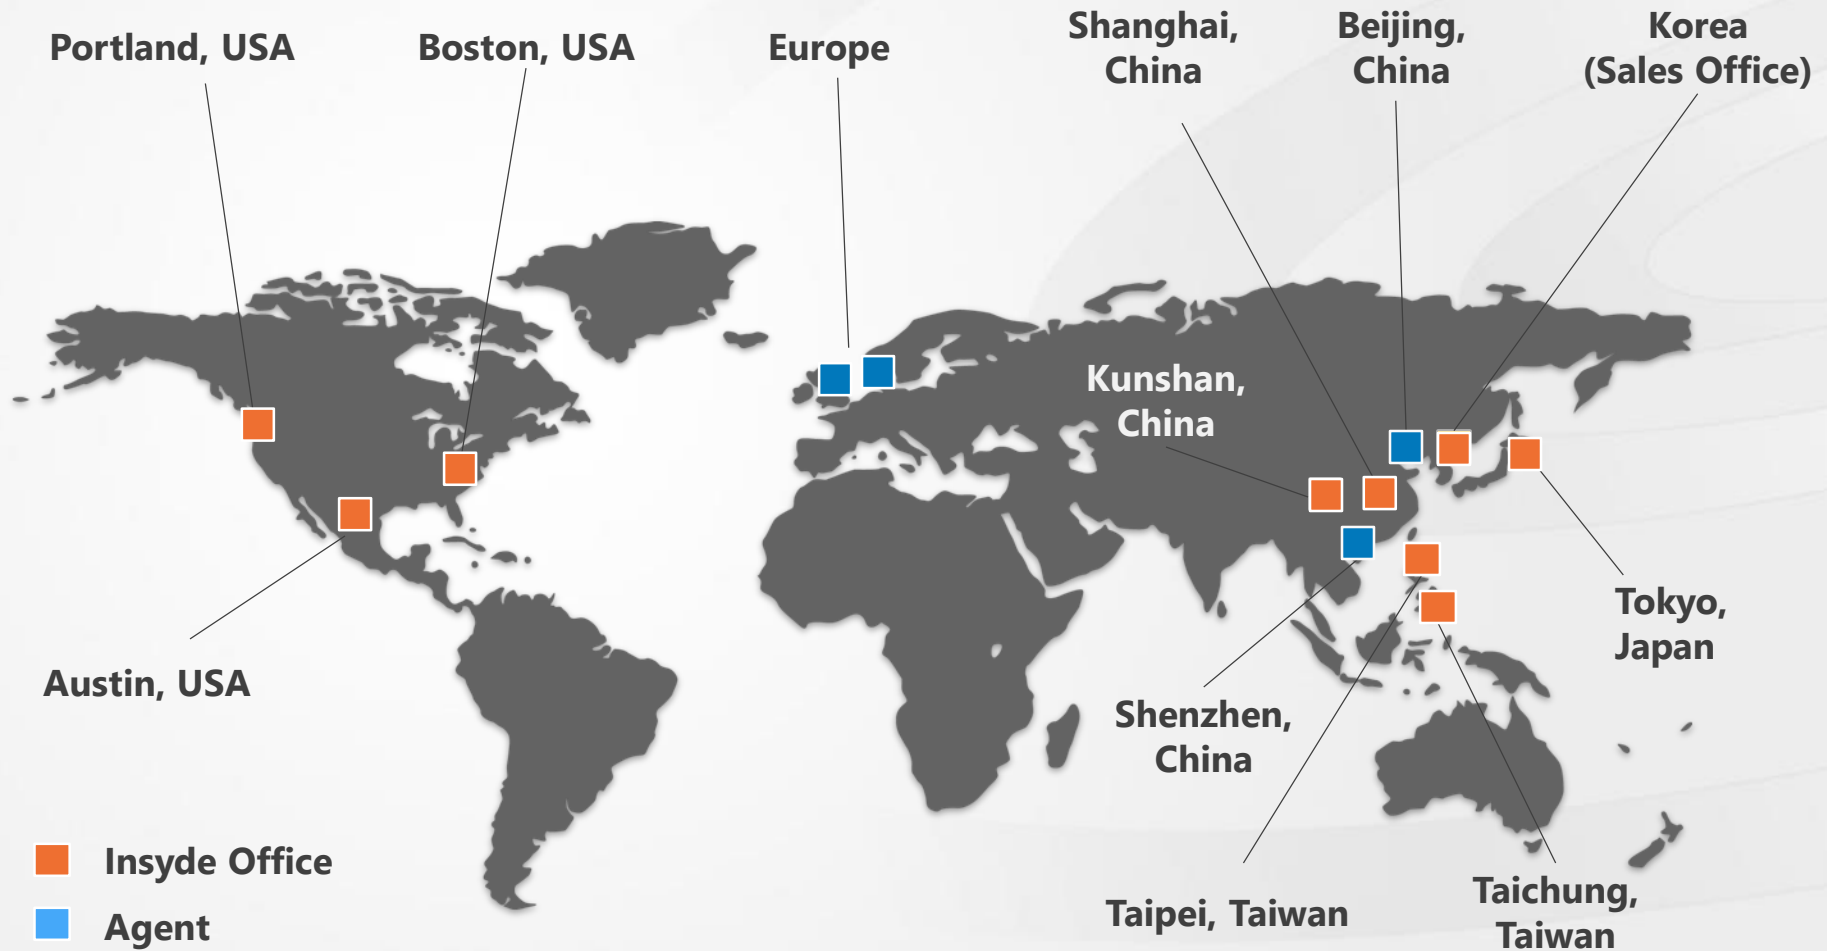 Portland, USA
Boston, USA
Europe
Shanghai,
China
Beijing,
China
Korea
(Sales Office)
Kunshan,
China
Tokyo,
Japan
Austin, USA
Shenzhen,
China
Insyde Office
Agent
Taipei, Taiwan
Taichung,
Taiwan